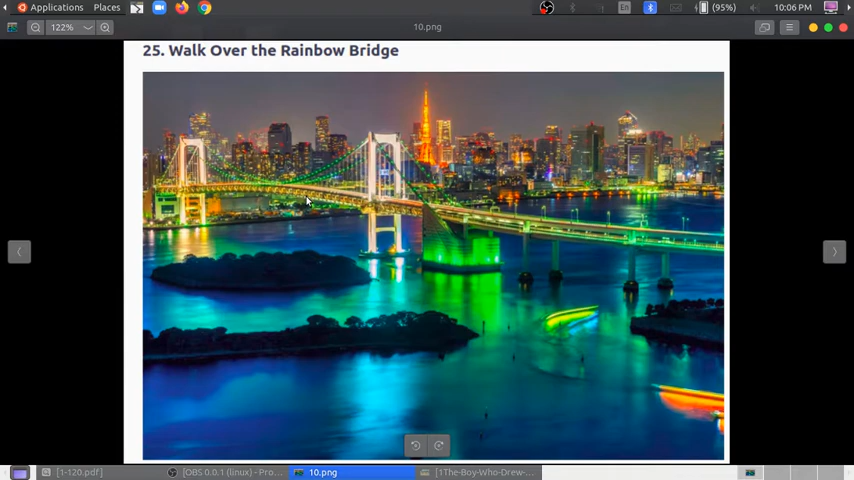 Applications Places En (95%) 10:06 PM
122% 10.png
25. Walk Over the Rainbow Bridge
[1-120.pdf] [OBS 0.0.1 (linux) - Pro... 10.png [1The-Boy-Who-Drew-...